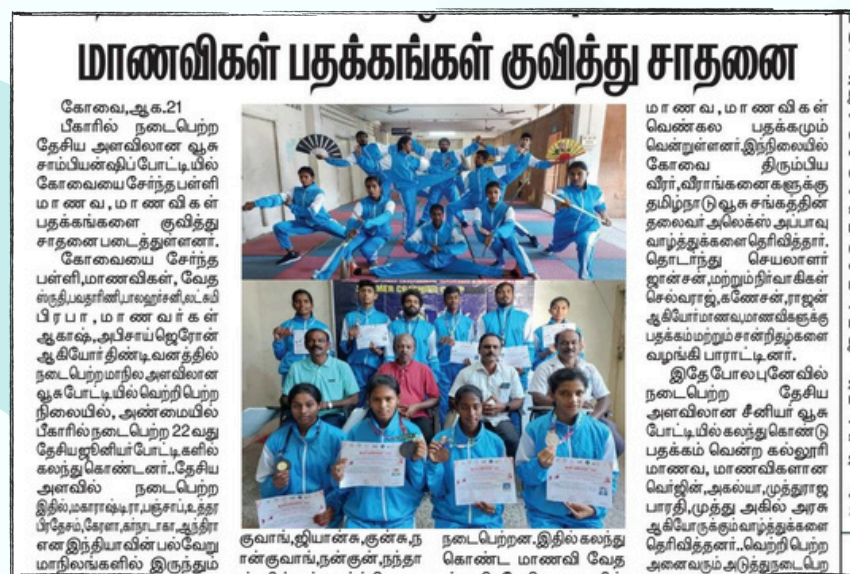 மாணவிகள் பதக்கங்கள் குவித்து சாதனை
கோவை,ஆக.21
பீகாரில் நடைபெற்ற
தேசிய அளவிலான வூசு
சாம்பியன்ஷிப்போட்டியில்
கோவையை சேர்ந்த பள்ளி
மாணவ,மாணவிகள்
பதக்கங்களை குவித்து
சாதனை படைத்துள்ளனர்.
கோவையை சேர்ந்த
பள்ளி,மாணவிகள், வேத
ஸ்ருதி,பவதாரிணி,பாலஹர்சனி,லட்சுமி
பிரபா,மாணவர்கள்
ஆகாஷ்,அபிசாய்ஜெரோன்
ஆகியோர்திண்டிவனத்தில்
நடைபெற்றமாநில அளவிலான
வூசு போட்டியில் வெற்றி பெற்ற
நிலையில், அண்மையில்
பீகாரில் நடைபெற்ற 22வது
தேசிய ஜூனியர்போட்டிகளில்
கலந்து கொண்டனர்..தேசிய
அளவில் நடைபெற்ற
இதில்,மகாராஷ்டிரா,பஞ்சாப்,உத்தர
பிரதேசம்,கேரளா,கர்நாடகா,ஆந்திரா
என இந்தியாவின் பல்வேறு
மாநிலங்களில் இருந்தும்
குவாங்,ஜியான்சு,குன்சு,ந
ான்குவாங்,நன்குன்,நந்தா
நடைபெற்றன.இதில் கலந்து
கொண்ட மாணவி வேத
மாணவ,மாணவிகள்
வெண்கல பதக்கமும்
வென்றுள்ளனர்.இந்நிலையில்
கோவை திரும்பிய
வீரர்,வீராங்கனைகளுக்கு
தமிழ்நாடு வூசு சங்கத்தின்
தலைவர் அலெக்ஸ் அப்பாவு
வாழ்த்துக்களை தெரிவித்தார்.
தொடர்ந்து செயலாளர்
ஜான்சன்,மற்றும் நிர்வாகிகள்
செல்வராஜ்,கணேசன்,ராஜன்
ஆகியோர்மாணவ,மாணவிகளுக்கு
பதக்கம் மற்றும் சான்றிதழ்களை
வழங்கி பாராட்டினர்.
இதே போல புனேவில்
நடைபெற்ற தேசிய
அளவிலான சீனியர் வூசு
போட்டியில் கலந்து கொண்டு
பதக்கம் வென்ற கல்லூரி
மாணவ, மாணவிகளான
வெர்ஜின்,அகல்யா,முத்துராஜ
பாரதி,முத்து அகில் அரசு
ஆகியோருக்கும் வாழ்த்துக்களை
தெரிவித்தனர்..வெற்றி பெற்ற
அனைவரும் அடுத்து நடைபெற